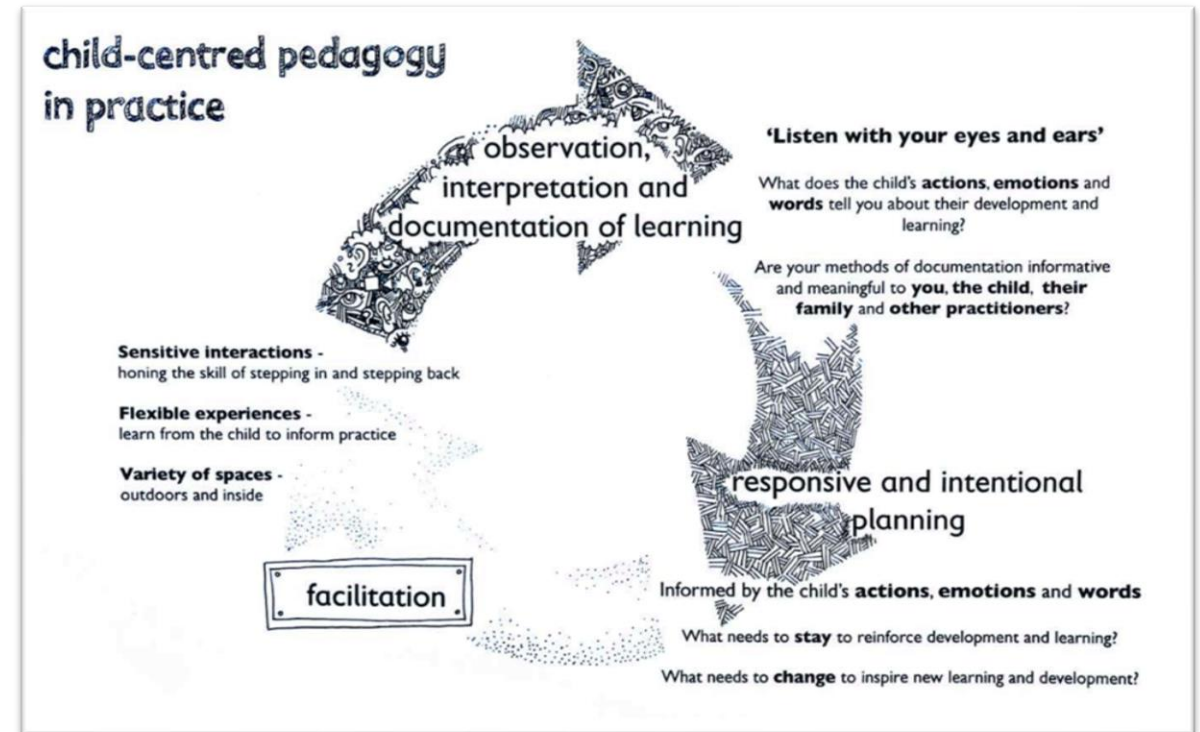 child-centred pedagogy
in practice
observation,
interpretation and
documentation of learning
‘Listen with your eyes and ears’
What does the child’s actions, emotions and
words tell you about their development and
learning?
Are your methods of documentation informative
and meaningful to you, the child, their
family and other practitioners?
responsive and intentional
planning
Informed by the child’s actions, emotions and words
What needs to stay to reinforce development and learning?
What needs to change to inspire new learning and development?
facilitation
Sensitive interactions -
honing the skill of stepping in and stepping back
Flexible experiences -
learn from the child to inform practice
Variety of spaces -
outdoors and inside